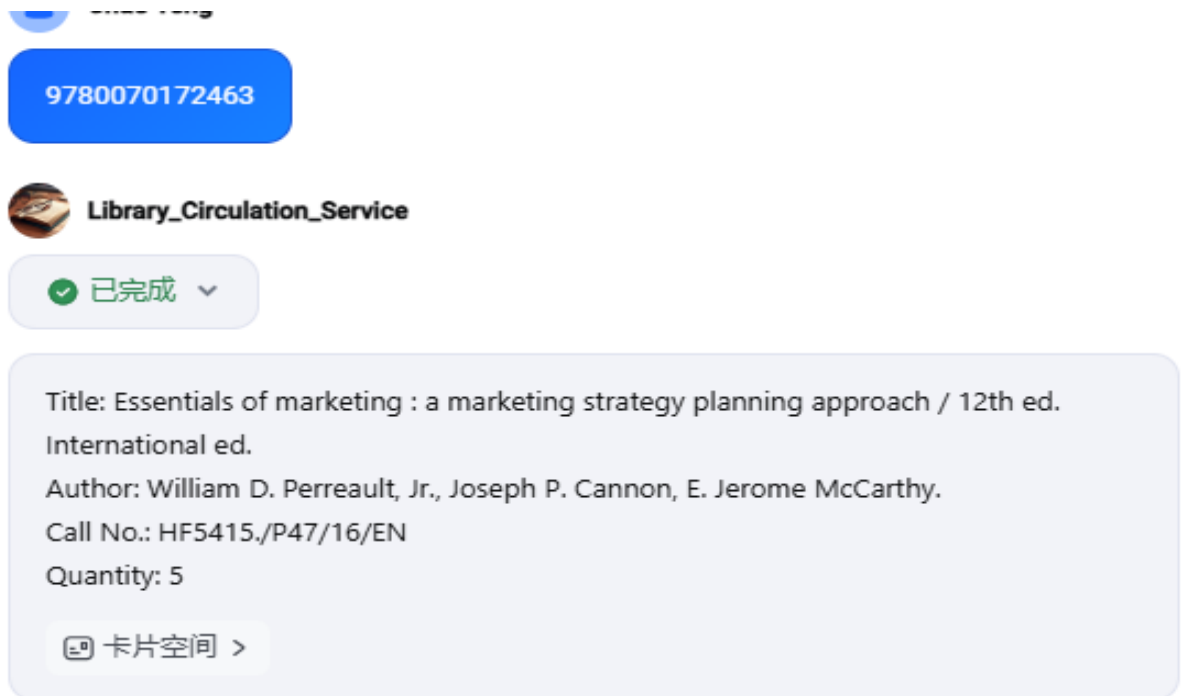 9780070172463
Library_Circulation_Service
已完成
Title: Essentials of marketing : a marketing strategy planning approach / 12th ed.
International ed.
Author: William D. Perreault, Jr., Joseph P. Cannon, E. Jerome McCarthy.
Call No.: HF5415./P47/16/EN
Quantity: 5
卡片空间